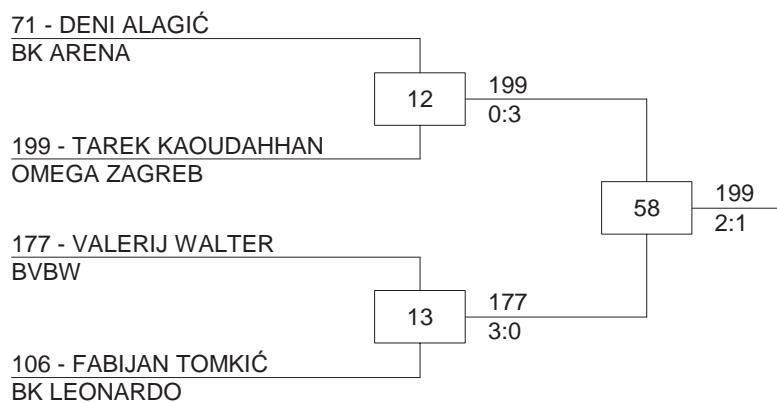 71 - DENI ALAGIĆ
BK ARENA
12
199
0:3
199 - TAREK KAOUDAHHAN
OMEGA ZAGREB
58
199
2:1
177 - VALERIJ WALTER
BVBW
13
177
3:0
106 - FABIJAN TOMKIĆ
BK LEONARDO